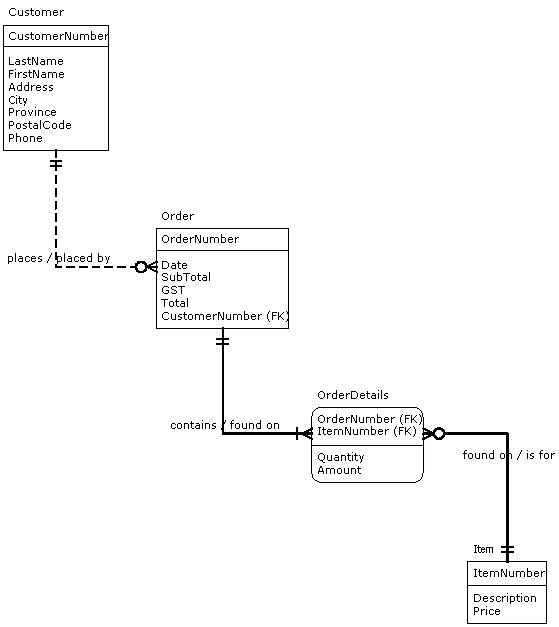 Customer
CustomerNumber
LastName
FirstName
Address
City
Province
PostalCode
Phone
places / placed by
Order
OrderNumber
Date
SubTotal
GST
Total
CustomerNumber (FK)
contains / found on
OrderDetails
OrderNumber (FK)
ItemNumber (FK)
Quantity
Amount
found on / is for
Item
ItemNumber
Description
Price